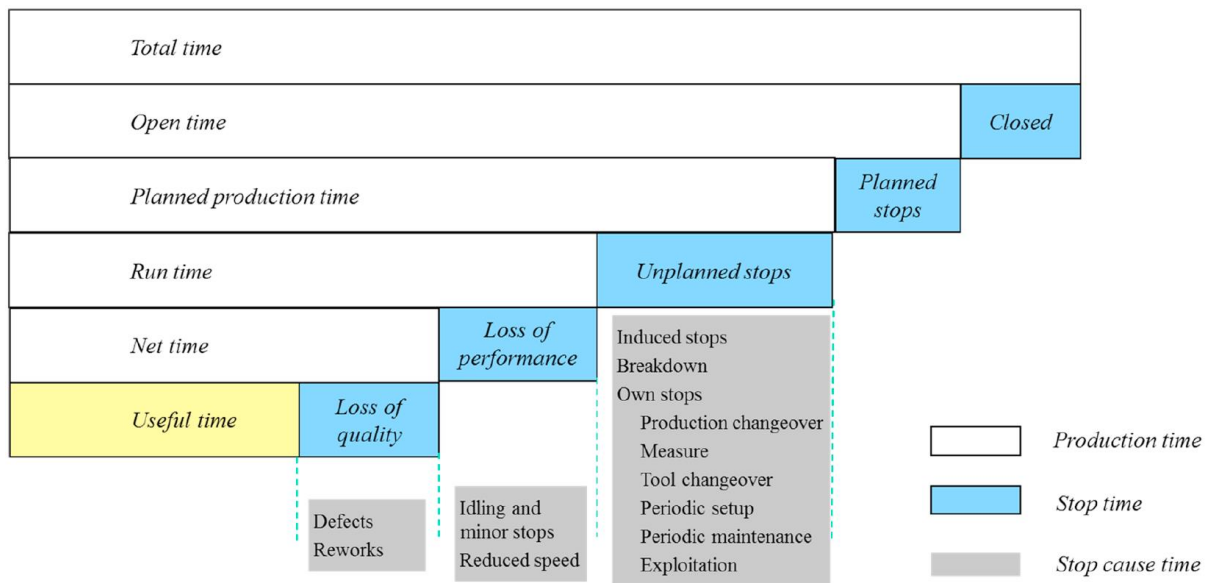 Total time
Open time
Closed
Planned production time
Planned
stops
Run time
Unplanned stops
Net time
Loss of
performance
Useful time
Loss of
quality
Induced stops
Breakdown
Own stops
Production changeover
Measure
Tool changeover
Periodic setup
Periodic maintenance
Exploitation
Idling and
minor stops
Reduced speed
Defects
Reworks
Production time
Stop time
Stop cause time